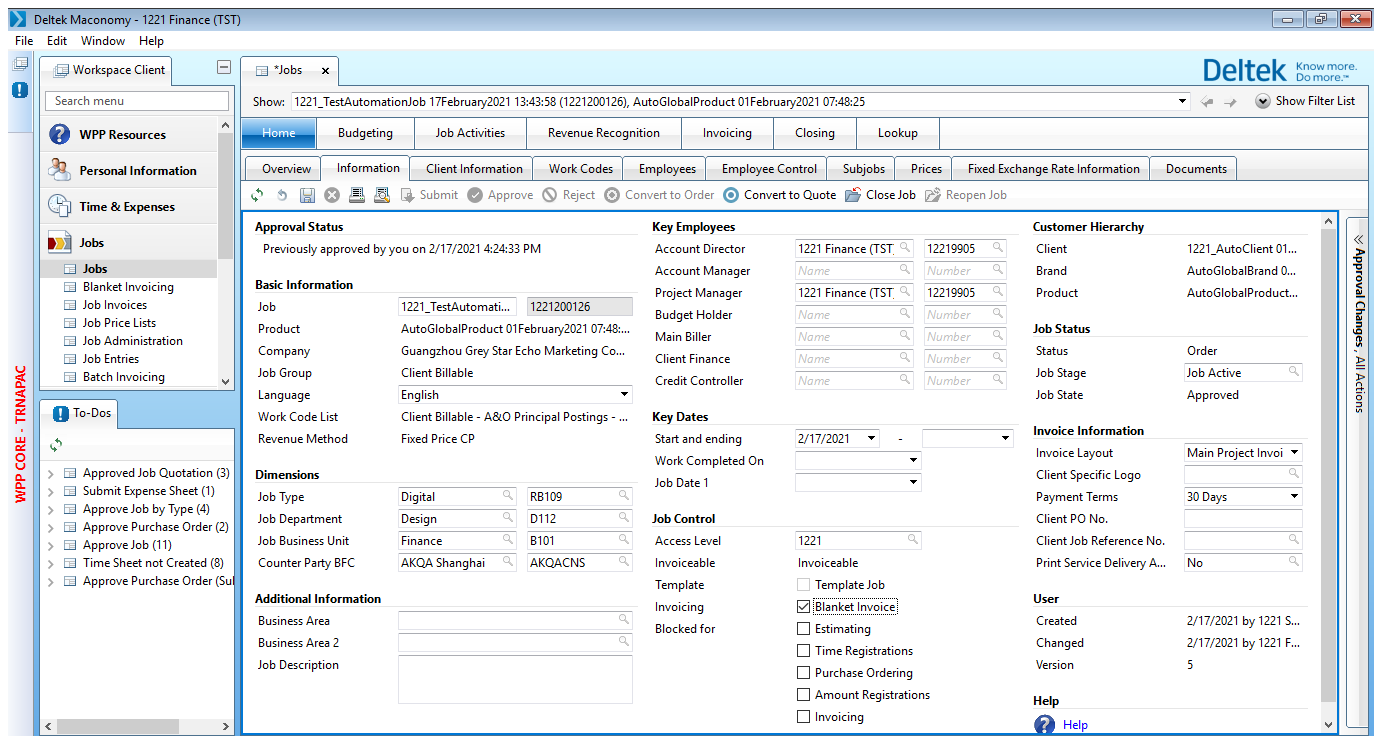 Deltek Maconomy - 1221 Finance (TST)
File Edit Window Help
Workspace Client
*Jobs
Deltek Know more. Do more.™
Search menu
Show: 1221_TestAutomationJob 17February2021 13:43:58 (1221200126), AutoGlobalProduct 01February2021 07:48:25
Show Filter List
WPP Resources
Personal Information
Time & Expenses
Jobs
Jobs
Blanket Invoicing
Job Invoices
Job Price Lists
Job Administration
Job Entries
Batch Invoicing
WPP CORE - TRNAPAC
To-Dos
Approved Job Quotation (3)
Submit Expense Sheet (1)
Approve Job by Type (4)
Approve Purchase Order (2)
Approve Job (11)
Time Sheet not Created (8)
Approve Purchase Order (Sul
Home Budgeting Job Activities Revenue Recognition Invoicing Closing Lookup
Overview Information Client Information Work Codes Employees Employee Control Subjobs Prices Fixed Exchange Rate Information Documents
Submit Approve Reject Convert to Order Convert to Quote Close Job Reopen Job
Approval Status
Previously approved by you on 2/17/2021 4:24:33 PM
Basic Information
Job 1221_TestAutomati... 1221200126
Product AutoGlobalProduct 01February2021 07:48:...
Company Guangzhou Grey Star Echo Marketing Co...
Job Group Client Billable
Language English
Work Code List Client Billable - A&O Principal Postings - ...
Revenue Method Fixed Price CP
Dimensions
Job Type Digital RB109
Job Department Design D112
Job Business Unit Finance B101
Counter Party BFC AKQA Shanghai AKQACNS
Additional Information
Business Area
Business Area 2
Job Description
Key Employees
Account Director 1221 Finance (TST) 12219905
Account Manager Name Number
Project Manager 1221 Finance (TST) 12219905
Budget Holder Name Number
Main Biller Name Number
Client Finance Name Number
Credit Controller Name Number
Key Dates
Start and ending 2/17/2021 -
Work Completed On
Job Date 1
Job Control
Access Level 1221
Invoiceable Invoiceable
Template Template Job
Invoicing Blanket Invoice
Blocked for Estimating
Time Registrations
Purchase Ordering
Amount Registrations
Invoicing
Customer Hierarchy
Client 1221_AutoClient 01...
Brand AutoGlobalBrand 0...
Product AutoGlobalProduct...
Job Status
Status Order
Job Stage Job Active
Job State Approved
Invoice Information
Invoice Layout Main Project Invoi
Client Specific Logo
Payment Terms 30 Days
Client PO No.
Client Job Reference No.
Print Service Delivery A... No
User
Created 2/17/2021 by 1221 S...
Changed 2/17/2021 by 1221 F...
Version 5
Help
Help
Approval Changes , All Actions